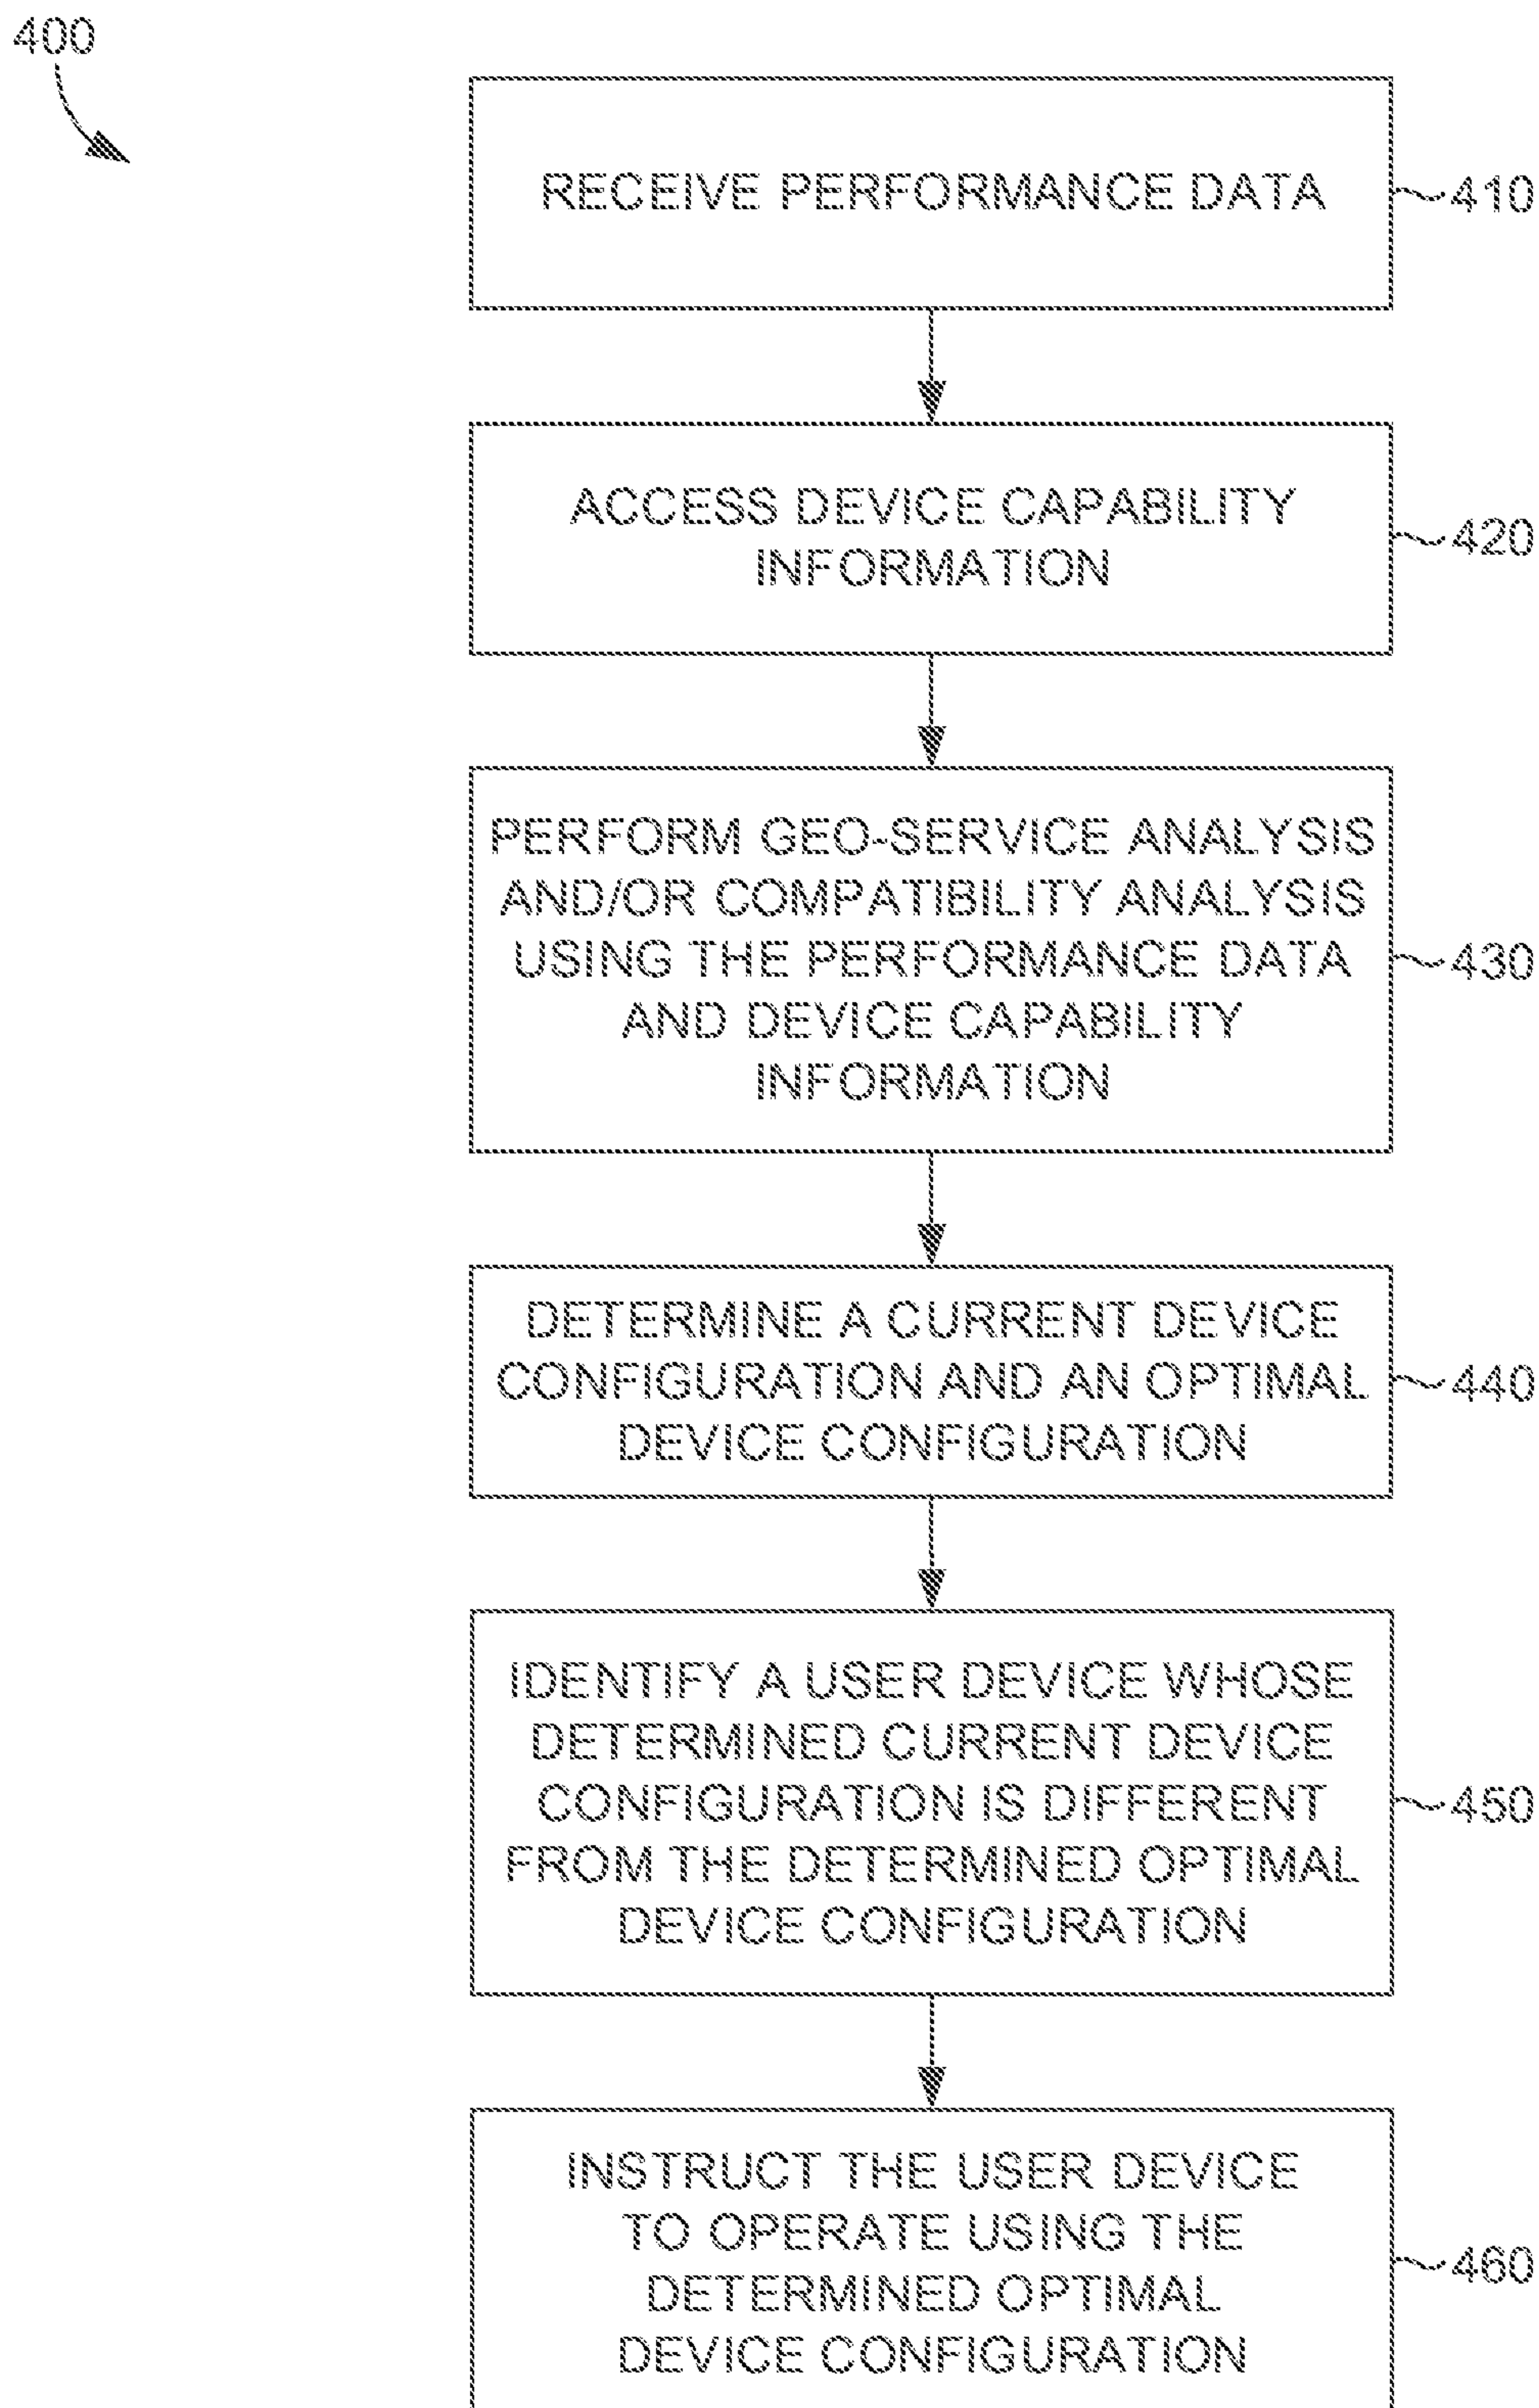 400
RECEIVE PERFORMANCE DATA
410
ACCESS DEVICE CAPABILITY
INFORMATION
420
PERFORM GEO-SERVICE ANALYSIS
AND/OR COMPATIBILITY ANALYSIS
USING THE PERFORMANCE DATA
AND DEVICE CAPABILITY
INFORMATION
430
DETERMINE A CURRENT DEVICE
CONFIGURATION AND AN OPTIMAL
DEVICE CONFIGURATION
440
IDENTIFY A USER DEVICE WHOSE
DETERMINED CURRENT DEVICE
CONFIGURATION IS DIFFERENT
FROM THE DETERMINED OPTIMAL
DEVICE CONFIGURATION
450
INSTRUCT THE USER DEVICE
TO OPERATE USING THE
DETERMINED OPTIMAL
DEVICE CONFIGURATION
460